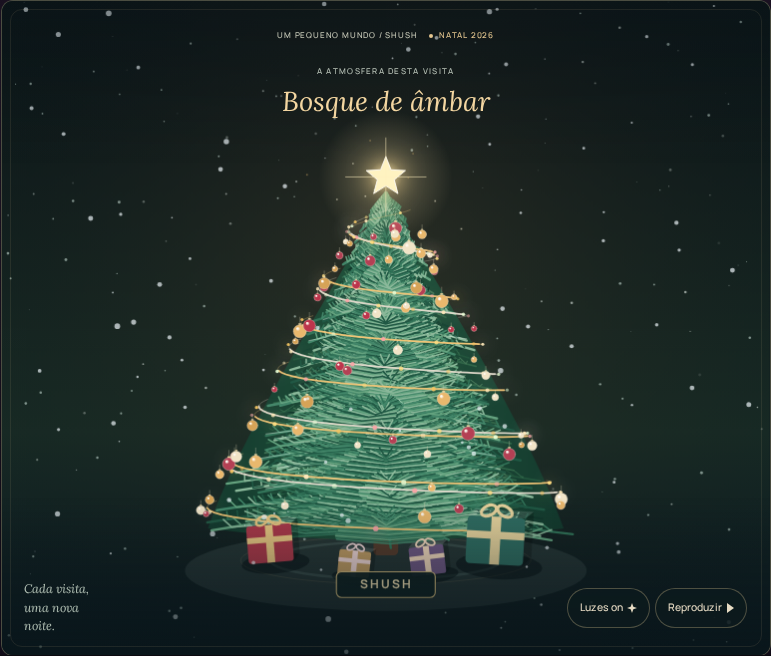 UM PEQUENO MUNDO / SHUSH NATAL 2026
A ATMOSFERA DESTA VISITA
Bosque de âmbar
SHUSH
Cada visita,
uma nova
noite.
Luzes on
Reproduzir